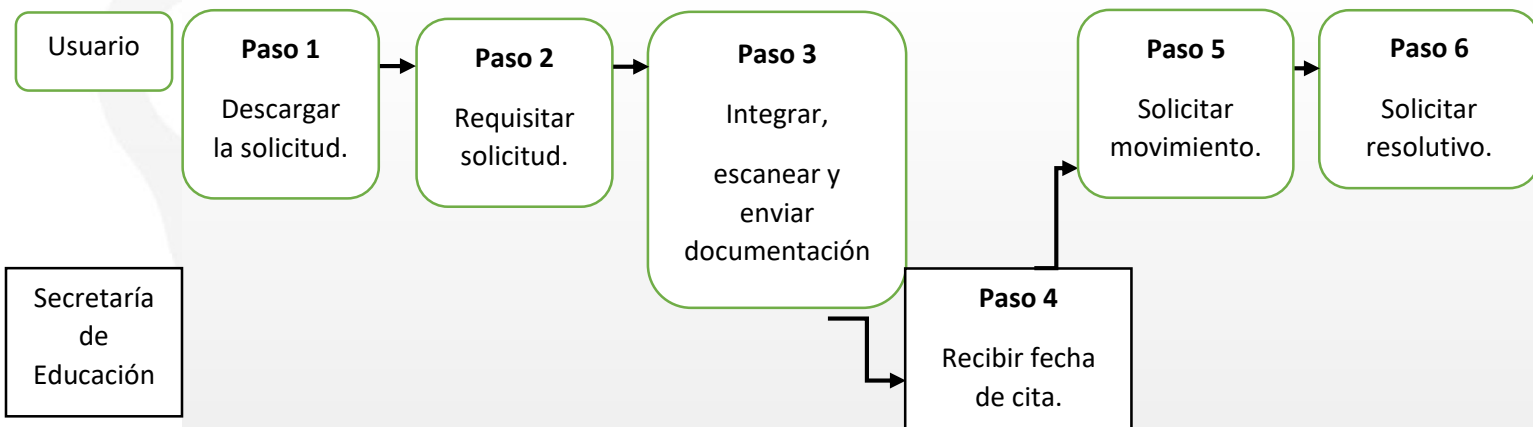 Usuario
Paso 1
Descargar
la solicitud.
Paso 2
Requisitar
solicitud.
Paso 3
Integrar,
escanear y
enviar
documentación
Paso 5
Solicitar
movimiento.
Paso 6
Solicitar
resolutivo.
Secretaría
de
Educación
Paso 4
Recibir fecha
de cita.